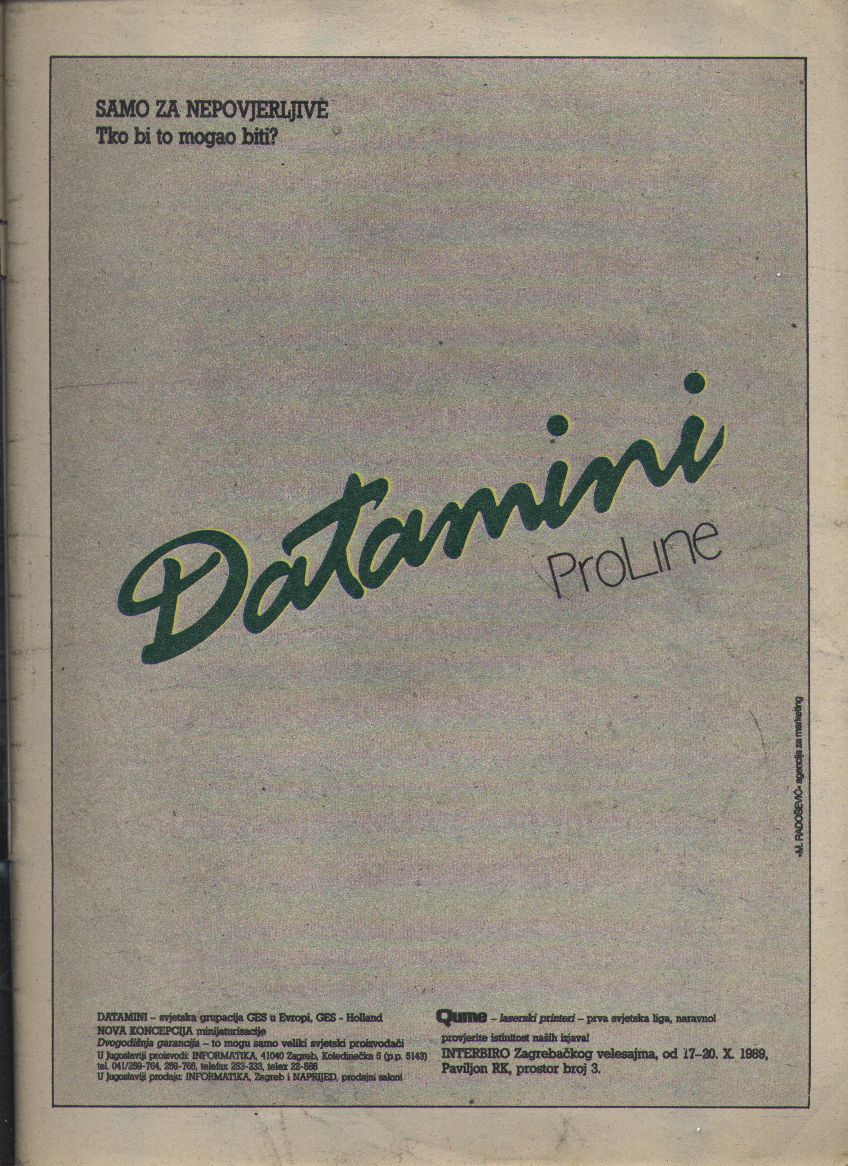 SAMO ZA NEPOVJERLJIVE
Tko bi to mogao biti?
Datamini
ProLine
»M. RADOŠEVIĆ« agencija za marketing
DATAMINI – svjetska grupacija GES u Evropi, GES - Holland
NOVA KONCEPCIJA minijaturizacije
Dvogodišnja garancija – to mogu samo veliki svjetski proizvođači
U Jugoslaviji proizvodi: INFORMATIKA, 41040 Zagreb, Koledinečka 5 (p.p. 5143)
tel. 041/259-764, 259-765, telefax 253-233, telex 22-566
U Jugoslaviji prodaju: INFORMATIKA, Zagreb i NAPRIJED, prodajni saloni
Qume – laserski printeri – prva svjetska liga, naravno!
provjerite istinitost naših izjava!
INTERBIRO Zagrebačkog velesajma, od 17-20. X. 1989,
Paviljon RK, prostor broj 3.